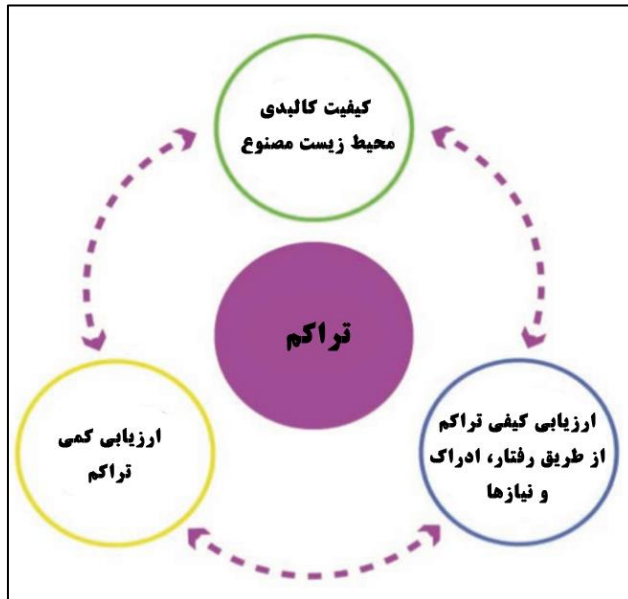 کیفیت کالبدی
محیط زیست مصنوع
تراکم
ارزیابی کیفی تراکم
از طریق رفتار، ادراک
و نیازها
ارزیابی کمی
تراکم